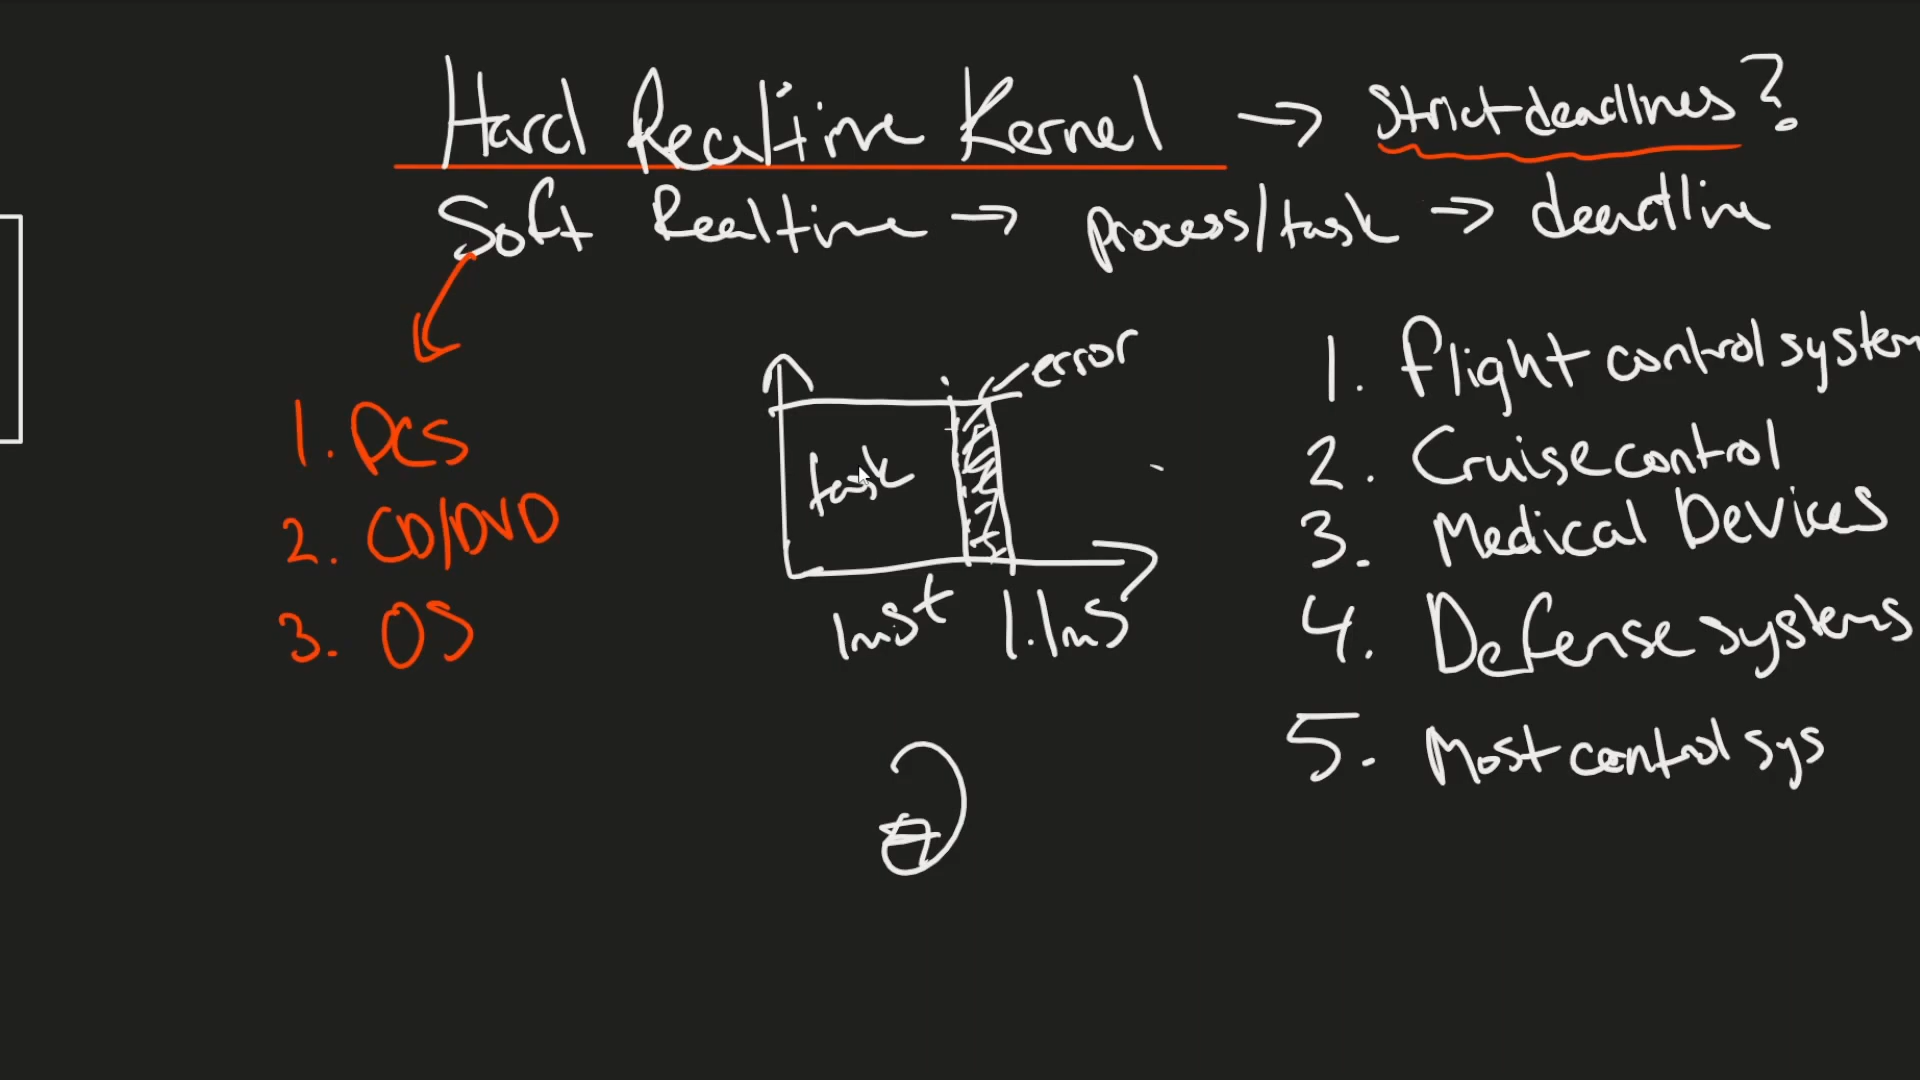 Hard Realtime Kernel → Strict deadlines?
Soft Realtime → process/task → deadline
1. PCS
2. CD/DVD
3. OS
error
task
1ms 1.1ms
1. flight control system
2. Cruise control
3. Medical Devices
4. Defense systems
5. Most control sys